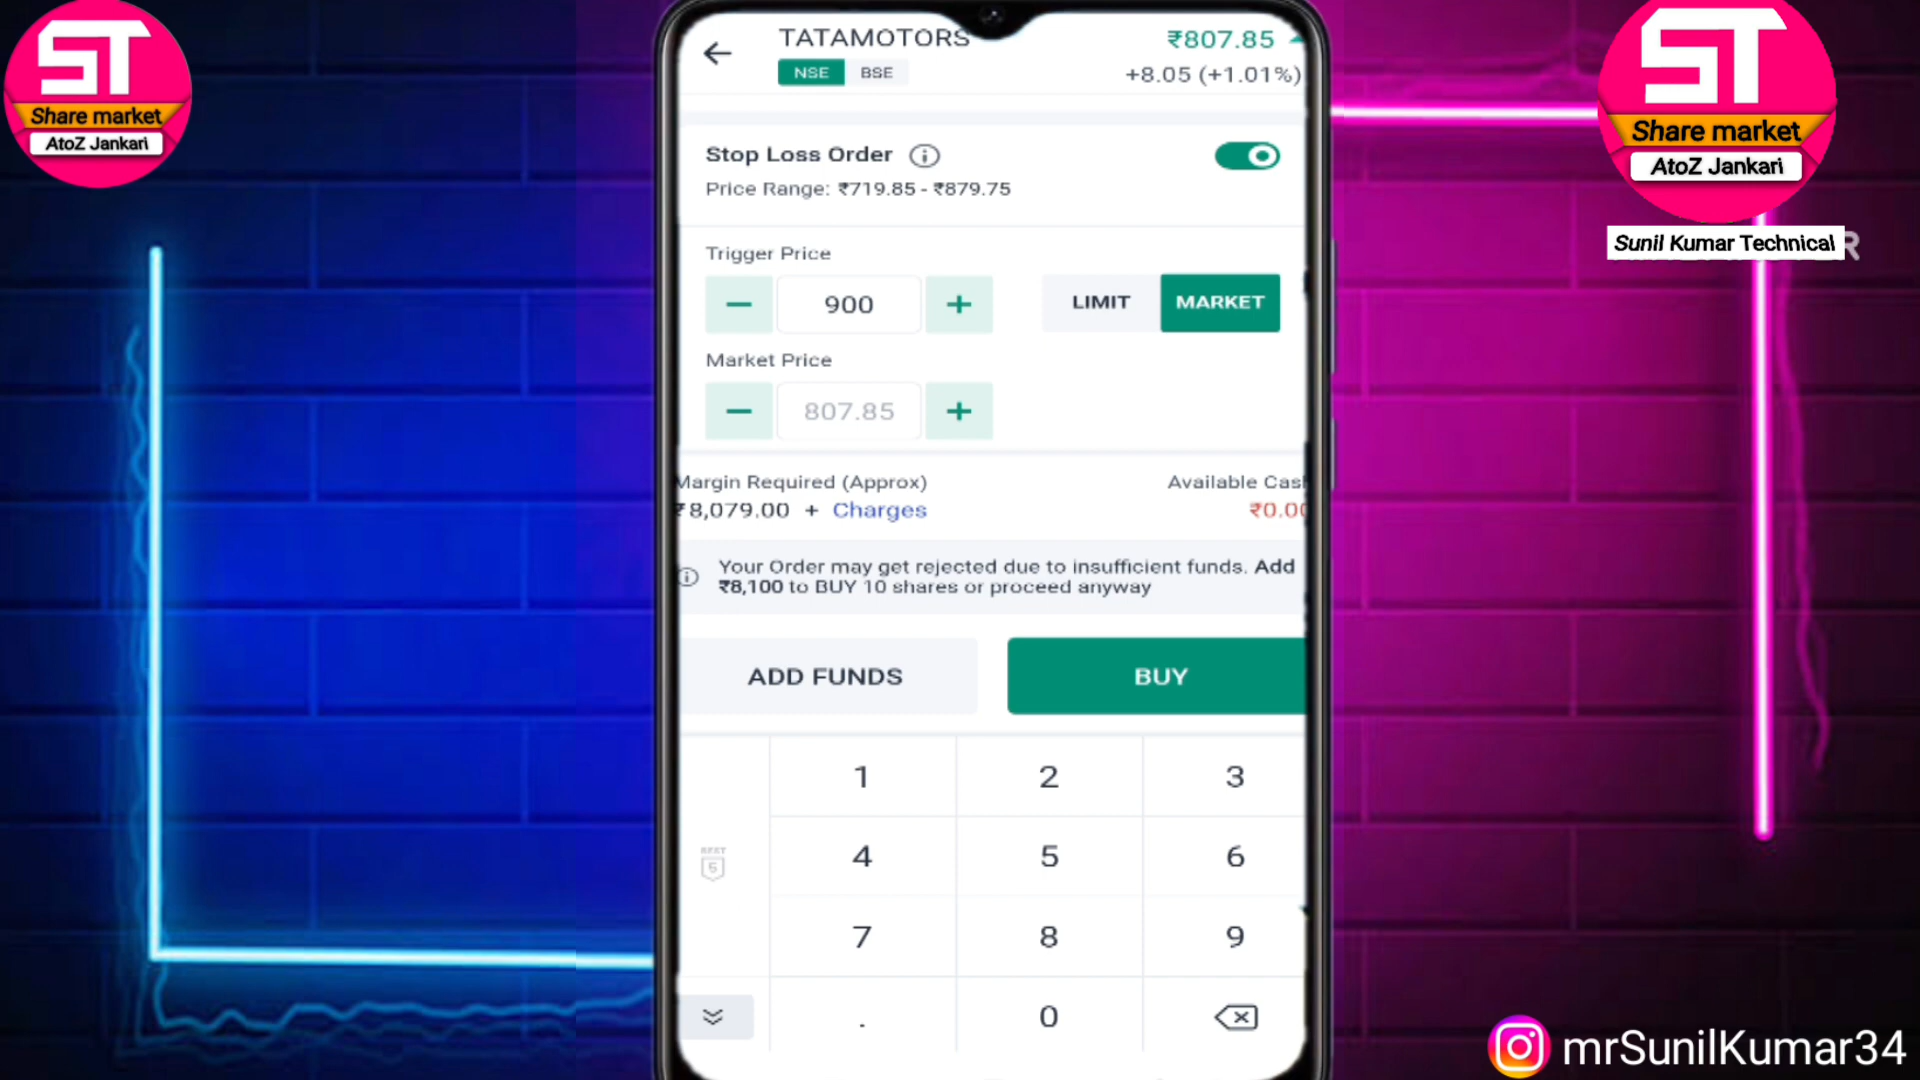 ST
Share market
AtoZ Jankari
TATAMOTORS
NSE BSE
₹807.85
+8.05 (+1.01%)
Stop Loss Order
Price Range: ₹719.85 - ₹879.75
Trigger Price
900
LIMIT MARKET
Market Price
807.85
Margin Required (Approx)
₹8,079.00 + Charges
Available Cash
₹0.00
Your Order may get rejected due to insufficient funds. Add
₹8,100 to BUY 10 shares or proceed anyway
ADD FUNDS BUY
1 2 3
4 5 6
7 8 9
. 0
5
ST
Share market
AtoZ Jankari
Sunil Kumar Technical
R
mrSunilKumar34